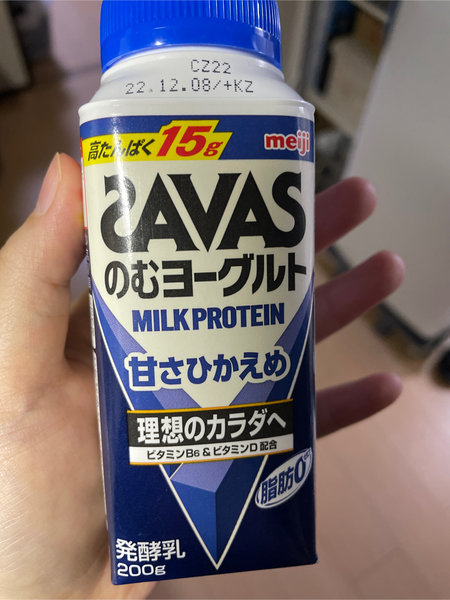 CZ22
22.12.08/+KZ
高たんぱく15g
meiji
SAVAS
のむヨーグルト
MILK PROTEIN
甘さひかえめ
理想のカラダへ
ビタミンB6&ビタミンD配合
脂肪0
発酵乳
200g